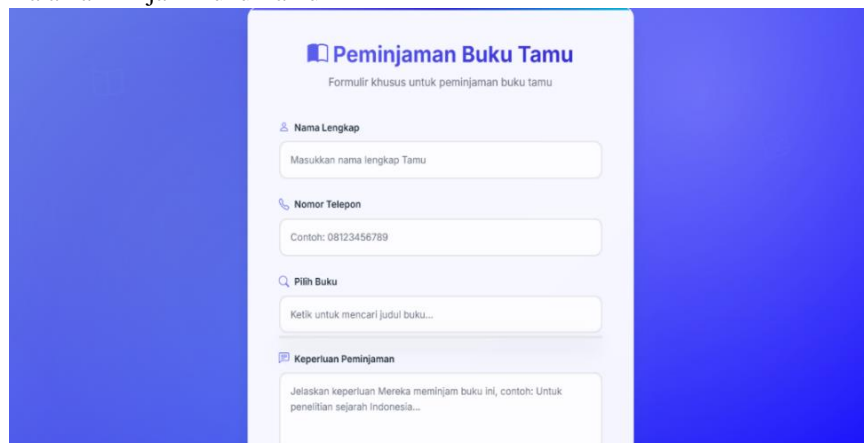 Peminjaman Buku Tamu
Formulir khusus untuk peminjaman buku tamu
Nama Lengkap
Masukkan nama lengkap Tamu
Nomor Telepon
Contoh: 08123456789
Pilih Buku
Ketik untuk mencari judul buku...
Keperluan Peminjaman
Jelaskan keperluan Mereka meminjam buku ini, contoh: Untuk
penelitian sejarah Indonesia...